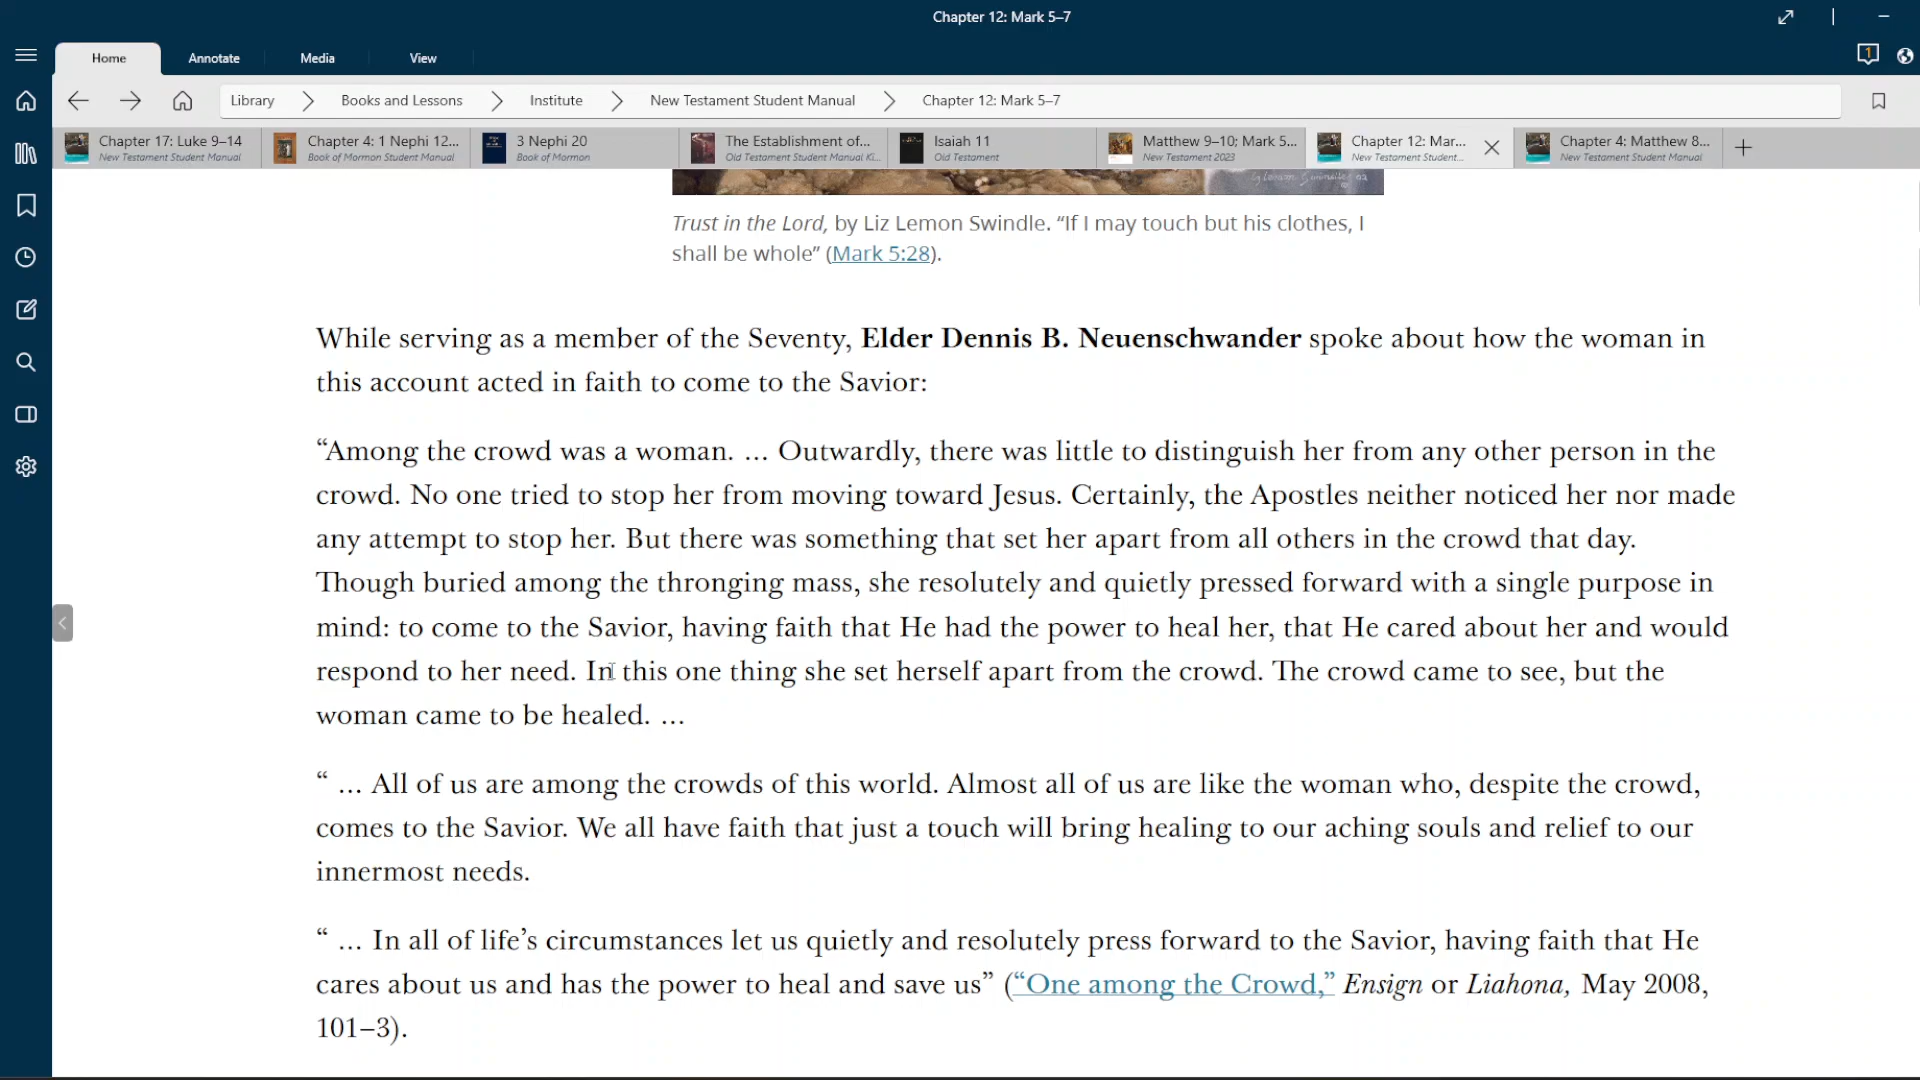 Chapter 12: Mark 5–7
Home
Annotate
Media
View
1
Library
Books and Lessons
Institute
New Testament Student Manual
Chapter 12: Mark 5–7
Chapter 17: Luke 9–14
New Testament Student Manual
Chapter 4: 1 Nephi 12...
Book of Mormon Student Manual
3 Nephi 20
Book of Mormon
The Establishment of...
Old Testament Student Manual Ki...
Isaiah 11
Old Testament
Matthew 9–10; Mark 5...
New Testament 2023
Chapter 12: Mar...
New Testament Student...
Chapter 4: Matthew 8...
New Testament Student Manual
Trust in the Lord, by Liz Lemon Swindle. “If I may touch but his clothes, I
shall be whole” (Mark 5:28).
While serving as a member of the Seventy, Elder Dennis B. Neuenschwander spoke about how the woman in
this account acted in faith to come to the Savior:
“Among the crowd was a woman. … Outwardly, there was little to distinguish her from any other person in the
crowd. No one tried to stop her from moving toward Jesus. Certainly, the Apostles neither noticed her nor made
any attempt to stop her. But there was something that set her apart from all others in the crowd that day.
Though buried among the thronging mass, she resolutely and quietly pressed forward with a single purpose in
mind: to come to the Savior, having faith that He had the power to heal her, that He cared about her and would
respond to her need. In this one thing she set herself apart from the crowd. The crowd came to see, but the
woman came to be healed. …
“ … All of us are among the crowds of this world. Almost all of us are like the woman who, despite the crowd,
comes to the Savior. We all have faith that just a touch will bring healing to our aching souls and relief to our
innermost needs.
“ … In all of life’s circumstances let us quietly and resolutely press forward to the Savior, having faith that He
cares about us and has the power to heal and save us” (“One among the Crowd,” Ensign or Liahona, May 2008,
101–3).